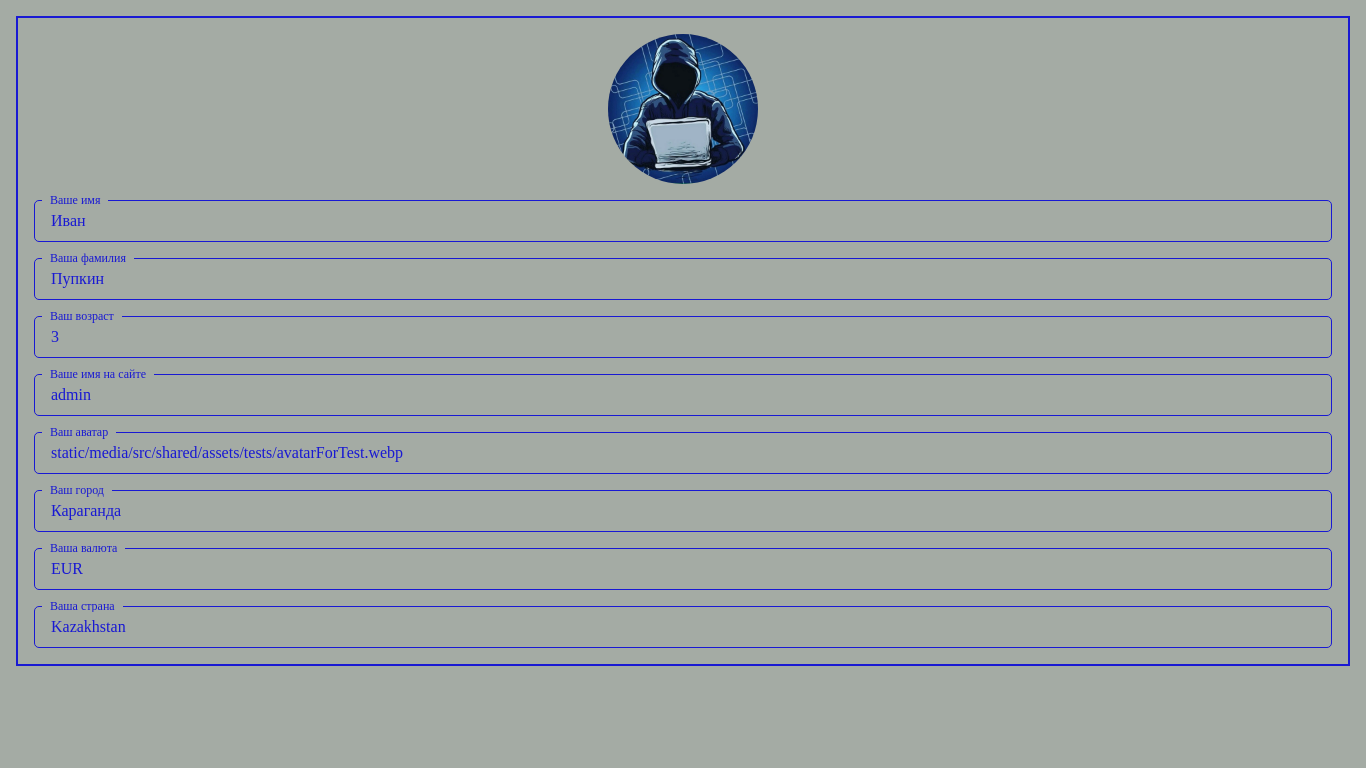 Ваше имя
Иван
Ваша фамилия
Пупкин
Ваш возраст
3
Ваше имя на сайте
admin
Ваш аватар
static/media/src/shared/assets/tests/avatarForTest.webp
Ваш город
Караганда
Ваша валюта
EUR
Ваша страна
Kazakhstan